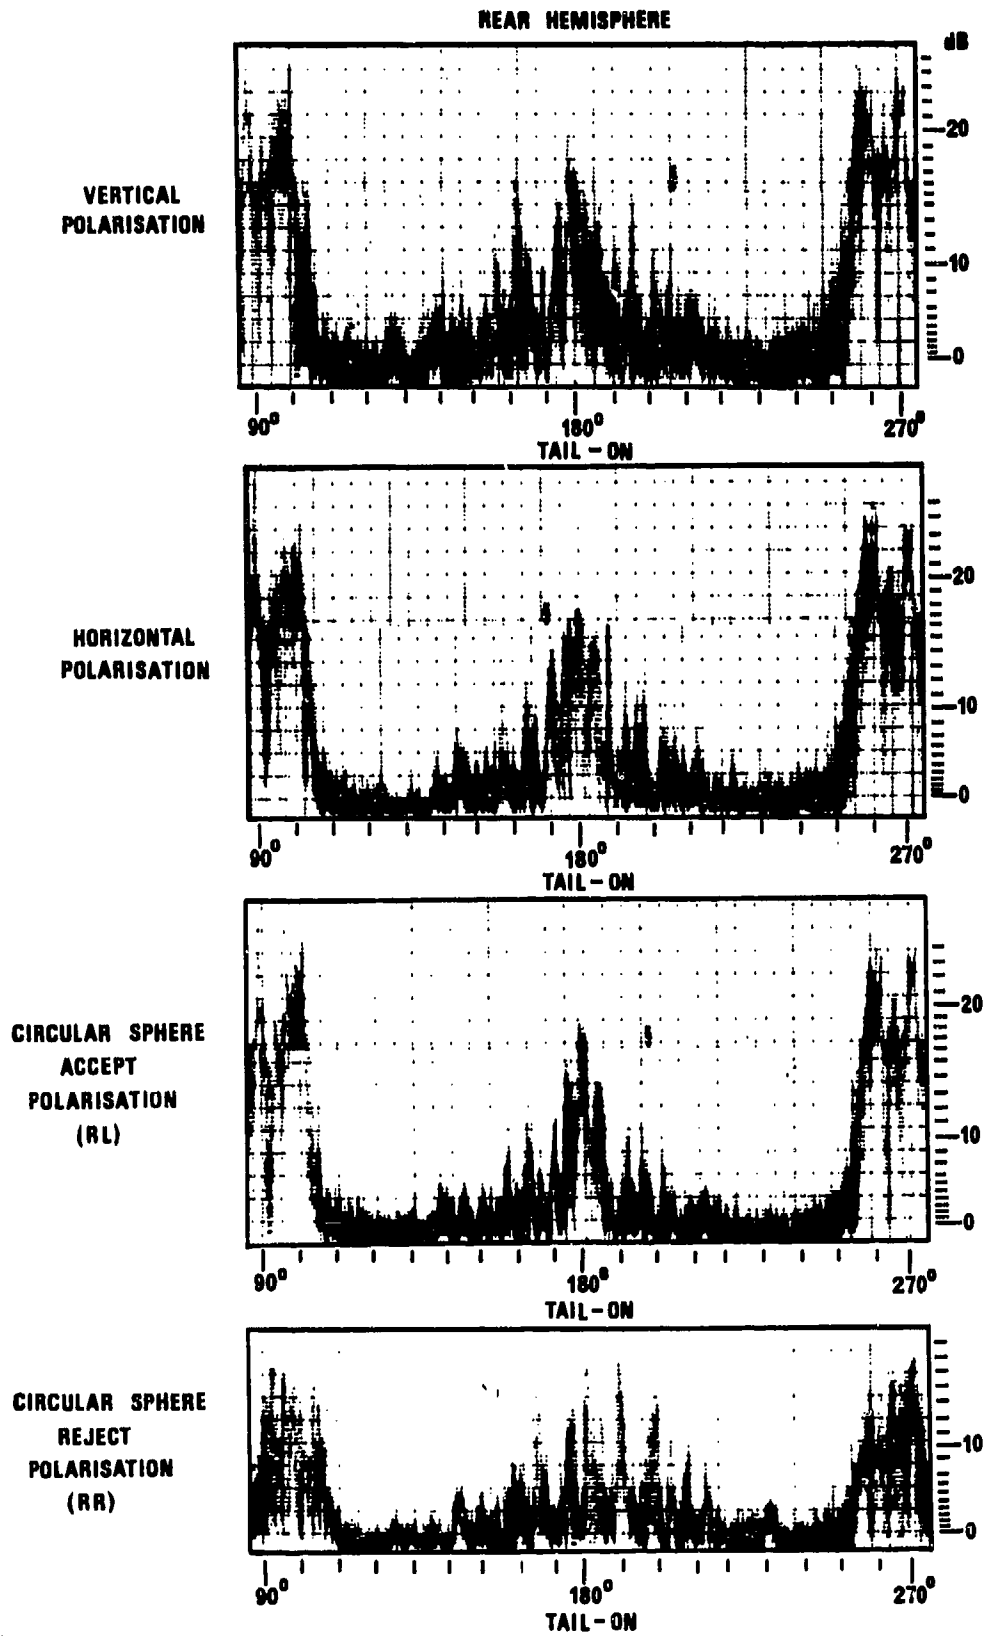 REAR HEMISPHERE
dB
VERTICAL
POLARISATION
20
10
0
90° 180° 270°
TAIL-ON
HORIZONTAL
POLARISATION
20
10
0
90° 180° 270°
TAIL-ON
CIRCULAR SPHERE
ACCEPT
POLARISATION
(RL)
20
10
0
90° 180° 270°
TAIL-ON
CIRCULAR SPHERE
REJECT
POLARISATION
(RR)
10
0
90° 180° 270°
TAIL-ON